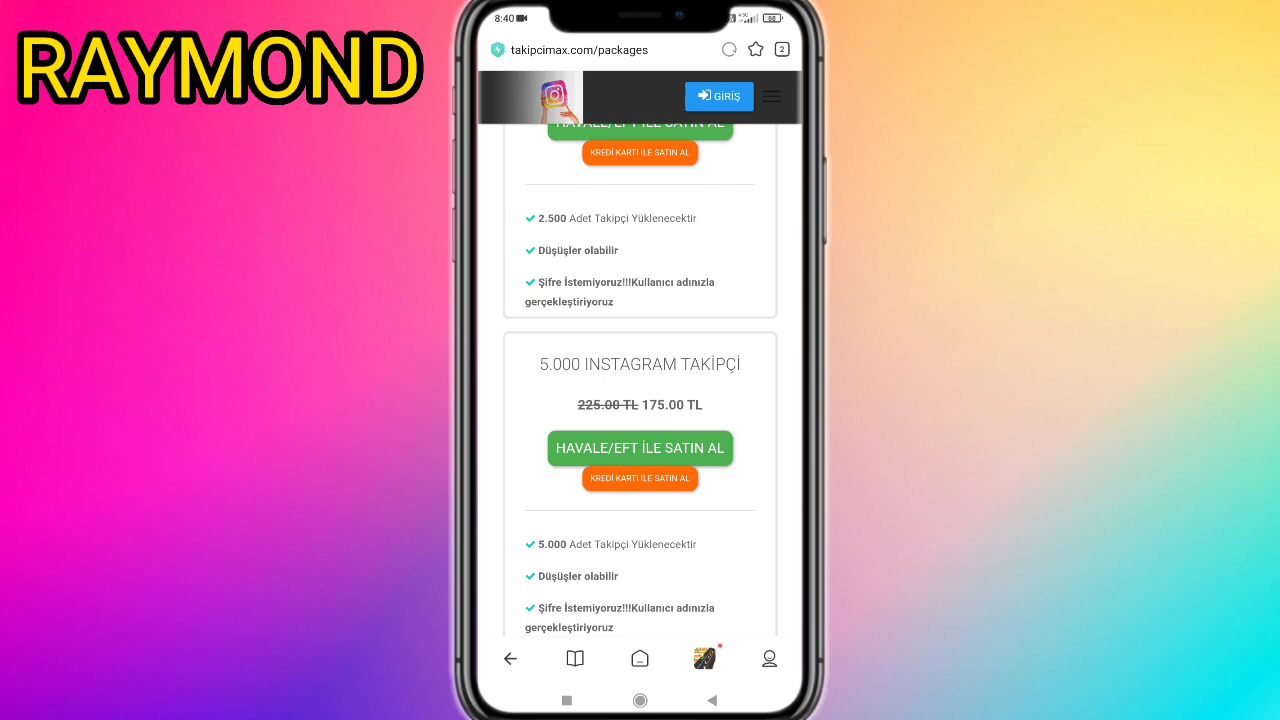 RAYMOND
8:40
4.5G
68
takipcimax.com/packages
2
GİRİŞ
HAVALE/EFT İLE SATIN AL
KREDİ KARTI İLE SATIN AL
2.500 Adet Takipçi Yüklenecektir
Düşüşler olabilir
Şifre İstemiyoruz!!!Kullanıcı adınızla
gerçekleştiriyoruz
5.000 INSTAGRAM TAKİPÇİ
225.00 TL 175.00 TL
HAVALE/EFT İLE SATIN AL
KREDİ KARTI İLE SATIN AL
5.000 Adet Takipçi Yüklenecektir
Düşüşler olabilir
Şifre İstemiyoruz!!!Kullanıcı adınızla
gerçekleştiriyoruz